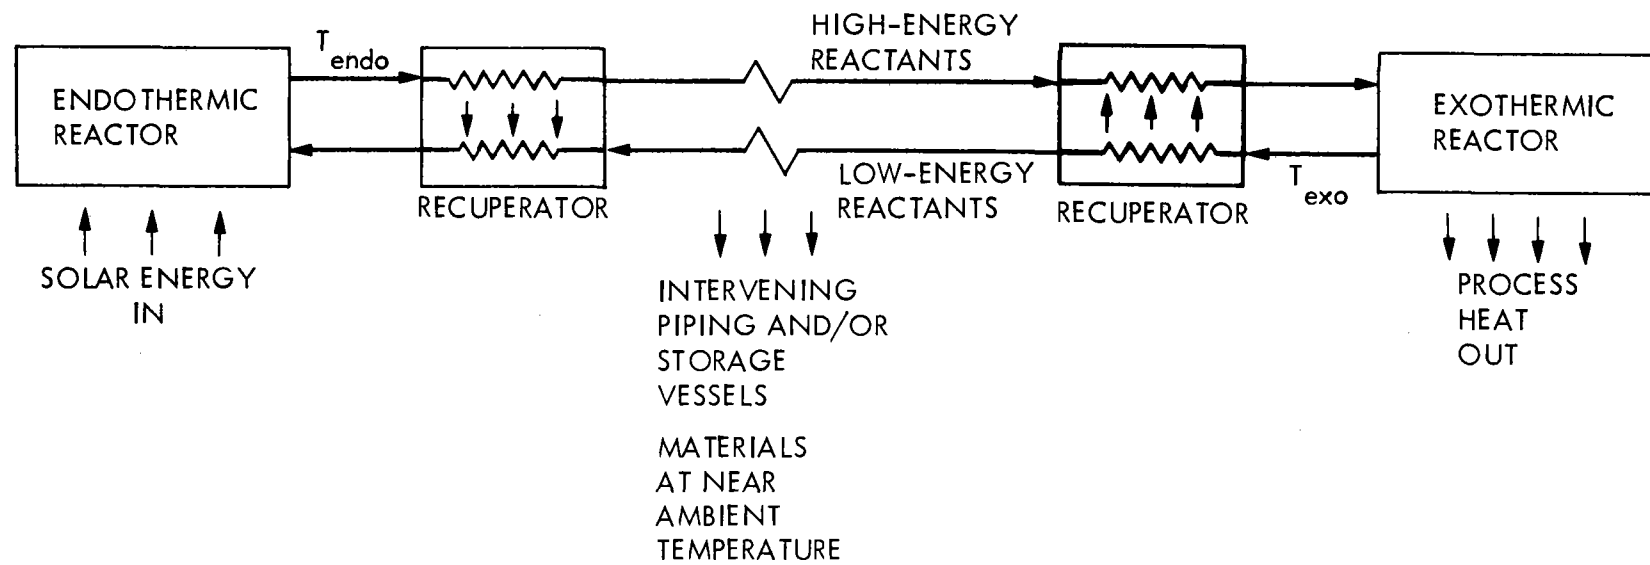 T endo
HIGH-ENERGY
REACTANTS
ENDOTHERMIC
REACTOR
EXOTHERMIC
REACTOR
RECUPERATOR
LOW-ENERGY
REACTANTS
RECUPERATOR
T exo
SOLAR ENERGY
IN
INTERVENING
PIPING AND/OR
STORAGE
VESSELS
MATERIALS
AT NEAR
AMBIENT
TEMPERATURE
PROCESS
HEAT
OUT